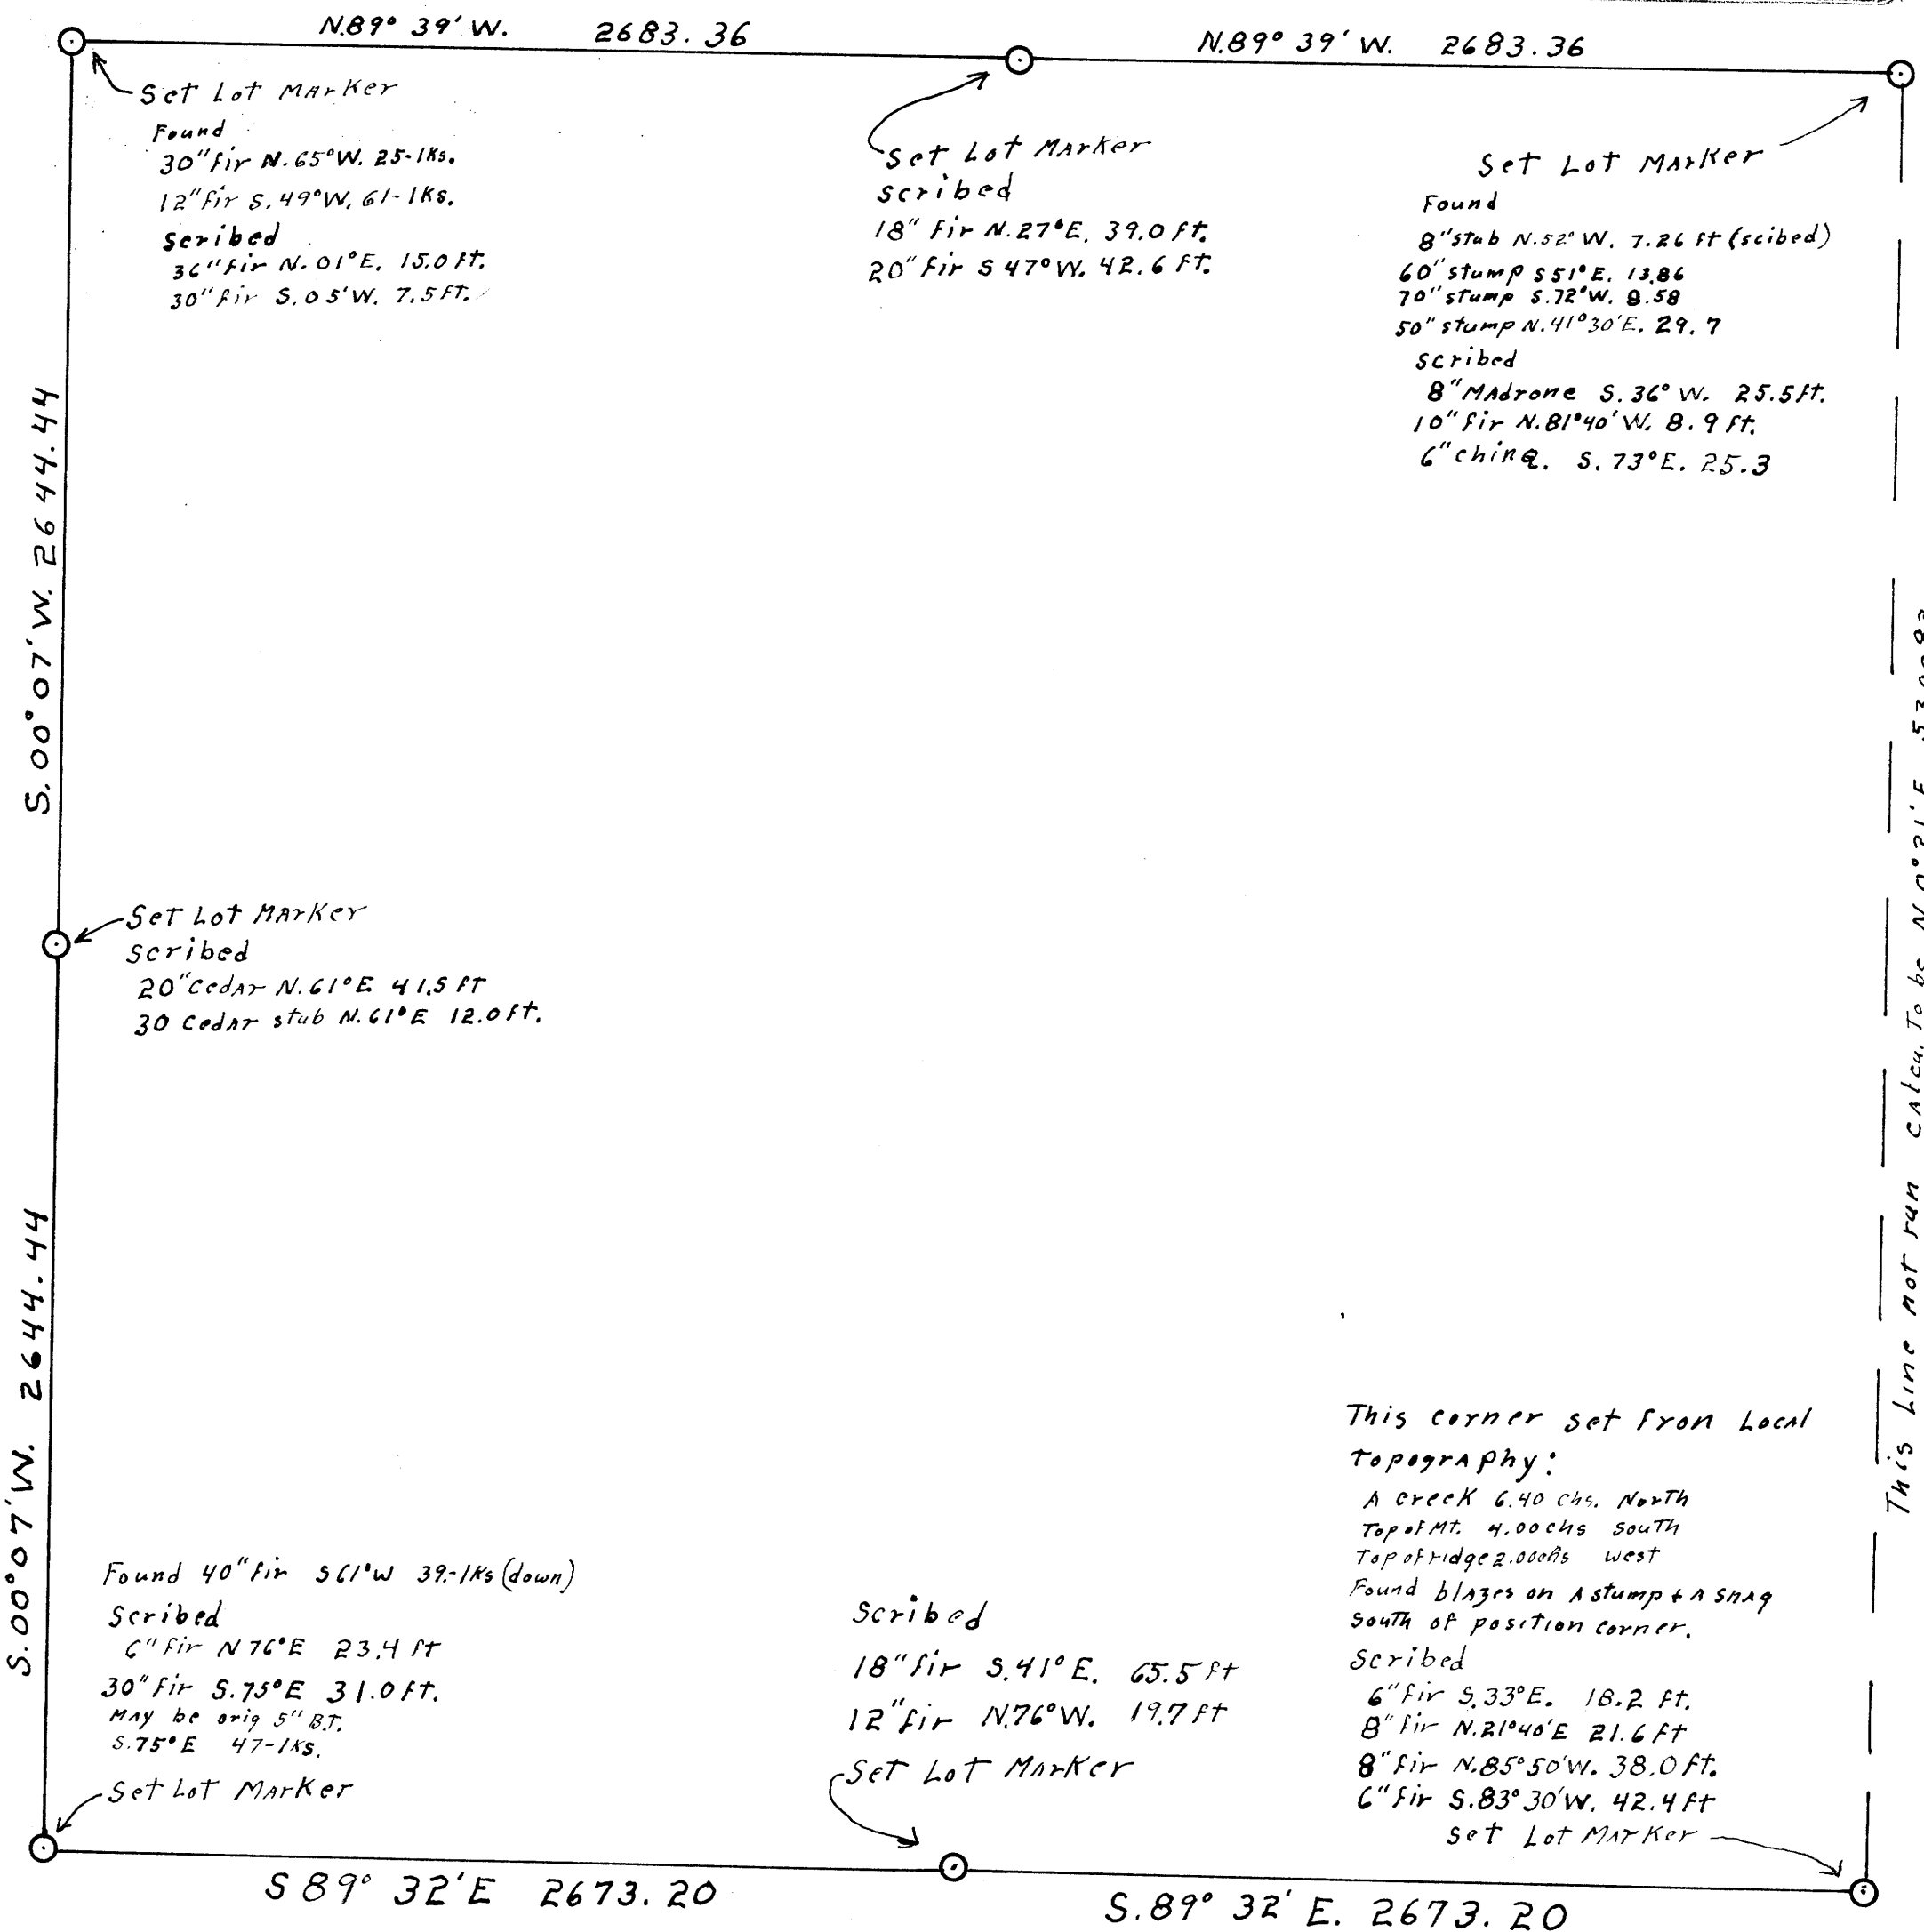 N.89° 39' W. 2683.36
N.89° 39' W. 2683.36
Set Lot Marker
Found
30" fir N.65°W. 25-lks.
12" fir S.49°W, 61-lks.
scribed
36" fir N.01°E. 15.0 ft.
30" fir S.05'W. 7.5 ft.
Set Lot Marker
scribed
18" fir N.27°E. 39.0 ft.
20" fir S 47°W. 42.6 ft.
Set Lot Marker
Found
8" stub N.52° W. 7.26 ft (scibed)
60" stump S 51°E. 13.86
70" stump S.72°W. 8.58
50" stump N.41°30'E. 29.7
scribed
8" Madrone S.36° W. 25.5 ft.
10" fir N.81°40' W. 8.9 ft.
6" chinq. S.73°E. 25.3
S.00°07'W. 2644.44
Set Lot Marker
scribed
20" Cedar N.61°E 41.5 ft
30 Cedar stub N.61°E 12.0 ft.
S.00°07'W. 2644.44
This Line not run Calcu. To be N.0°21'E.
This corner set from Local
Topography:
A creek 6.40 chs. North
Top of Mt. 4.00 chs South
Top of ridge 2.00 chs West
Found blazes on A stump + A snag
South of position corner.
Scribed
6" fir S.33°E. 18.2 ft.
8" fir N.21°40'E 21.6 ft
8" fir N.85°50'W. 38.0 ft.
6" fir S.83°30'W. 42.4 ft
Set Lot Marker
Found 40" fir S61°W 39-lks (down)
Scribed
6" fir N76°E 23.4 ft
30" fir S.75°E 31.0 ft.
May be orig 5" B.T.
S.75°E 47-lks.
Set Lot Marker
Scribed
18" fir S.41°E. 65.5 ft
12" fir N.76°W. 19.7 ft
Set Lot Marker
S 89° 32' E 2673.20
S.89° 32' E. 2673.20